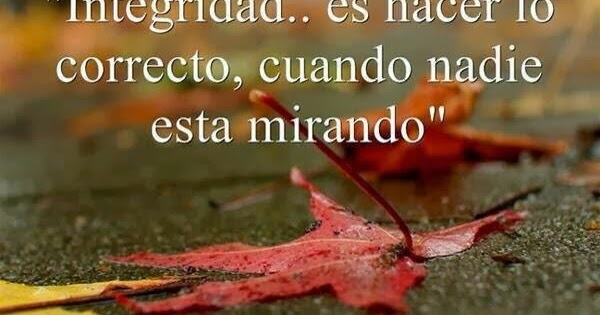 "Integridad.. es hacer lo
correcto, cuando nadie
esta mirando"